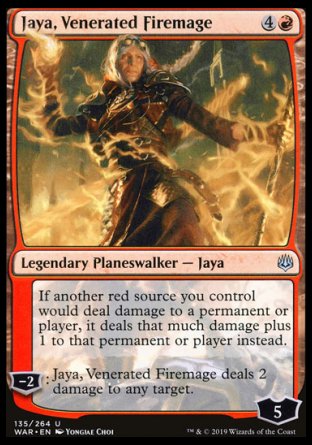 Jaya, Venerated Firemage 4
Legendary Planeswalker — Jaya
If another red source you control
would deal damage to a permanent or
player, it deals that much damage plus
1 to that permanent or player instead.
-2 : Jaya, Venerated Firemage deals 2
damage to any target.
5
135/264 U
WAR • EN YONGJAE CHOI ™ & © 2019 Wizards of the Coast